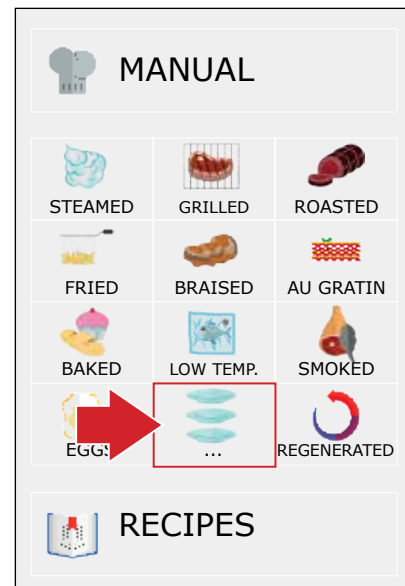 MANUAL
STEAMED GRILLED ROASTED
FRIED BRAISED AU GRATIN
BAKED LOW TEMP. SMOKED
EGGS ... REGENERATED
RECIPES